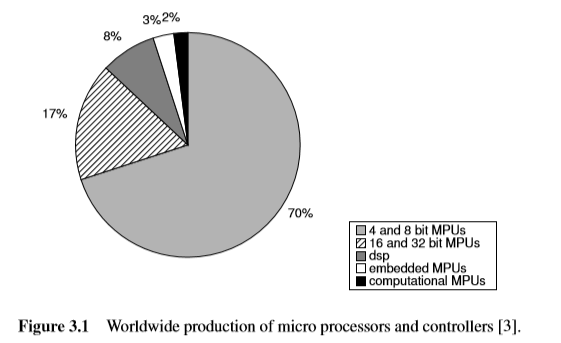 3% 2%
8%
17%
70%
4 and 8 bit MPUs
16 and 32 bit MPUs
dsp
embedded MPUs
computational MPUs
Figure 3.1 Worldwide production of micro processors and controllers [3].